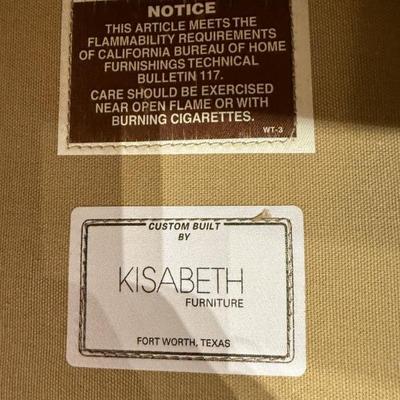 NOTICE
THIS ARTICLE MEETS THE
FLAMMABILITY REQUIREMENTS
OF CALIFORNIA BUREAU OF HOME
FURNISHINGS TECHNICAL
BULLETIN 117.
CARE SHOULD BE EXERCISED
NEAR OPEN FLAME OR WITH
BURNING CIGARETTES.
WT-3
CUSTOM BUILT
BY
KISABETH
FURNITURE
FORT WORTH, TEXAS